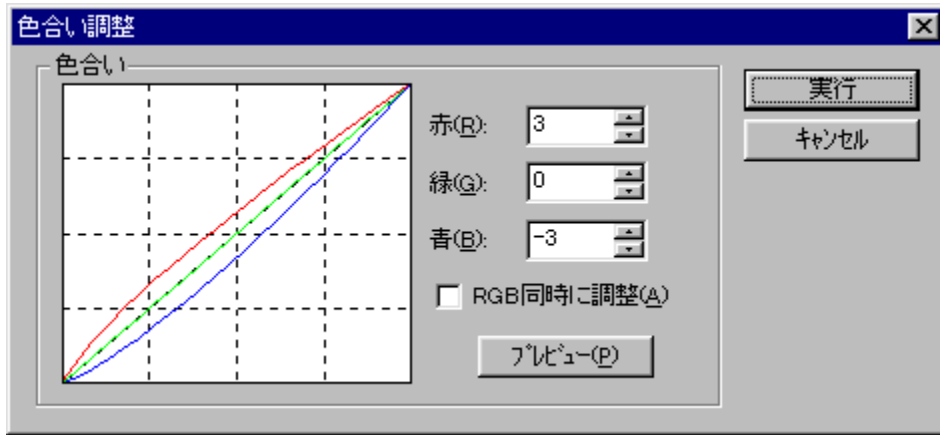 色合い調整
色合い
赤(R): 3
緑(G): 0
青(B): -3
RGB同時に調整(A)
ﾌﾟﾚﾋﾞｭｰ(P)
実行
ｷｬﾝｾﾙ